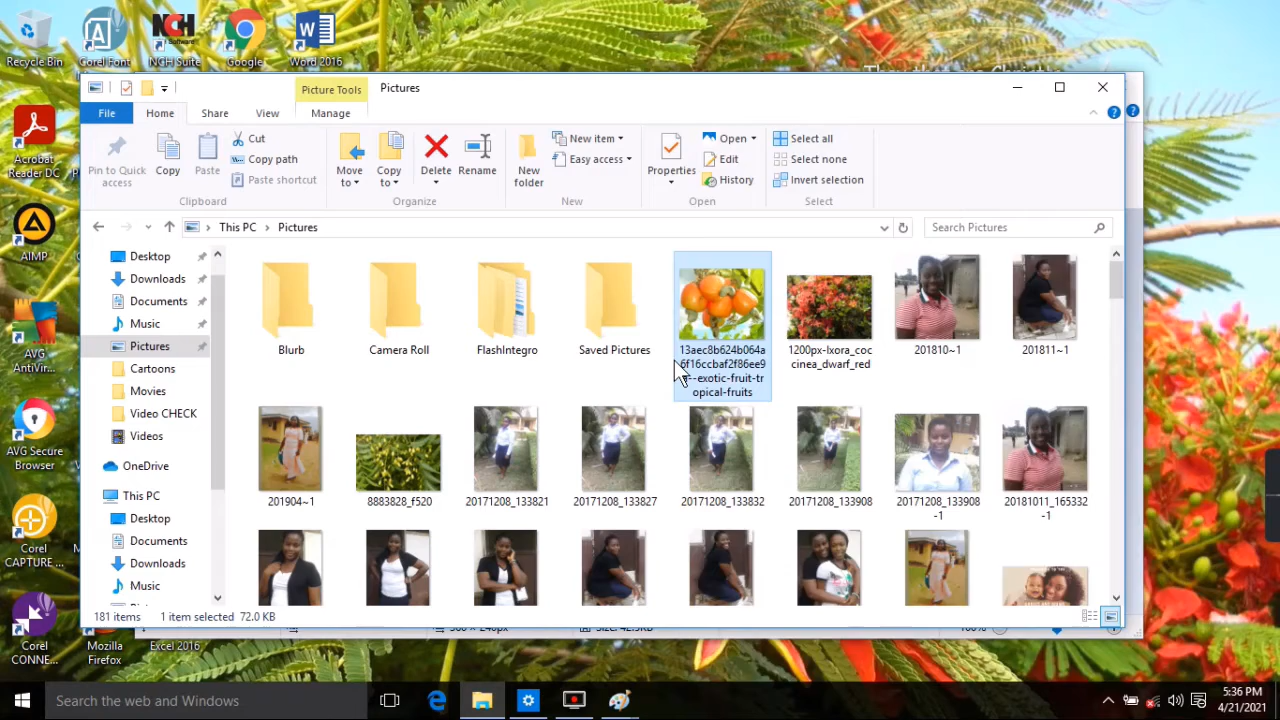 Recycle Bin
Corel Font
NCH Suite
Google
Word 2016
Picture Tools
Pictures
File
Home
Share
View
Manage
Pin to Quick access
Copy
Paste
Cut
Copy path
Paste shortcut
Move to
Copy to
Delete
Rename
New folder
New item
Easy access
Properties
Open
Edit
History
Select all
Select none
Invert selection
Clipboard
Organize
New
Open
Select
This PC
Pictures
Search Pictures
Acrobat Reader DC
AIMP
AVG AntiVir...
AVG Secure Browser
Corel CAPTURE ...
Corel CONNE...
Mozilla Firefox
Excel 2016
Desktop
Downloads
Documents
Music
Pictures
Cartoons
Movies
Video CHECK
Videos
OneDrive
This PC
Desktop
Documents
Downloads
Music
Blurb
Camera Roll
FlashIntegro
Saved Pictures
13aec8b624b064a
6f16ccbaf2f86ee9
--exotic-fruit-tr
opical-fruits
1200px-Ixora_coc
cinea_dwarf_red
201810~1
201811~1
201904~1
8883828_f520
20171208_133821
20171208_133827
20171208_133832
20171208_133908
20171208_133908
-1
20181011_165332
-1
181 items
1 item selected 72.0 KB
Search the web and Windows
5:36 PM
4/21/2021